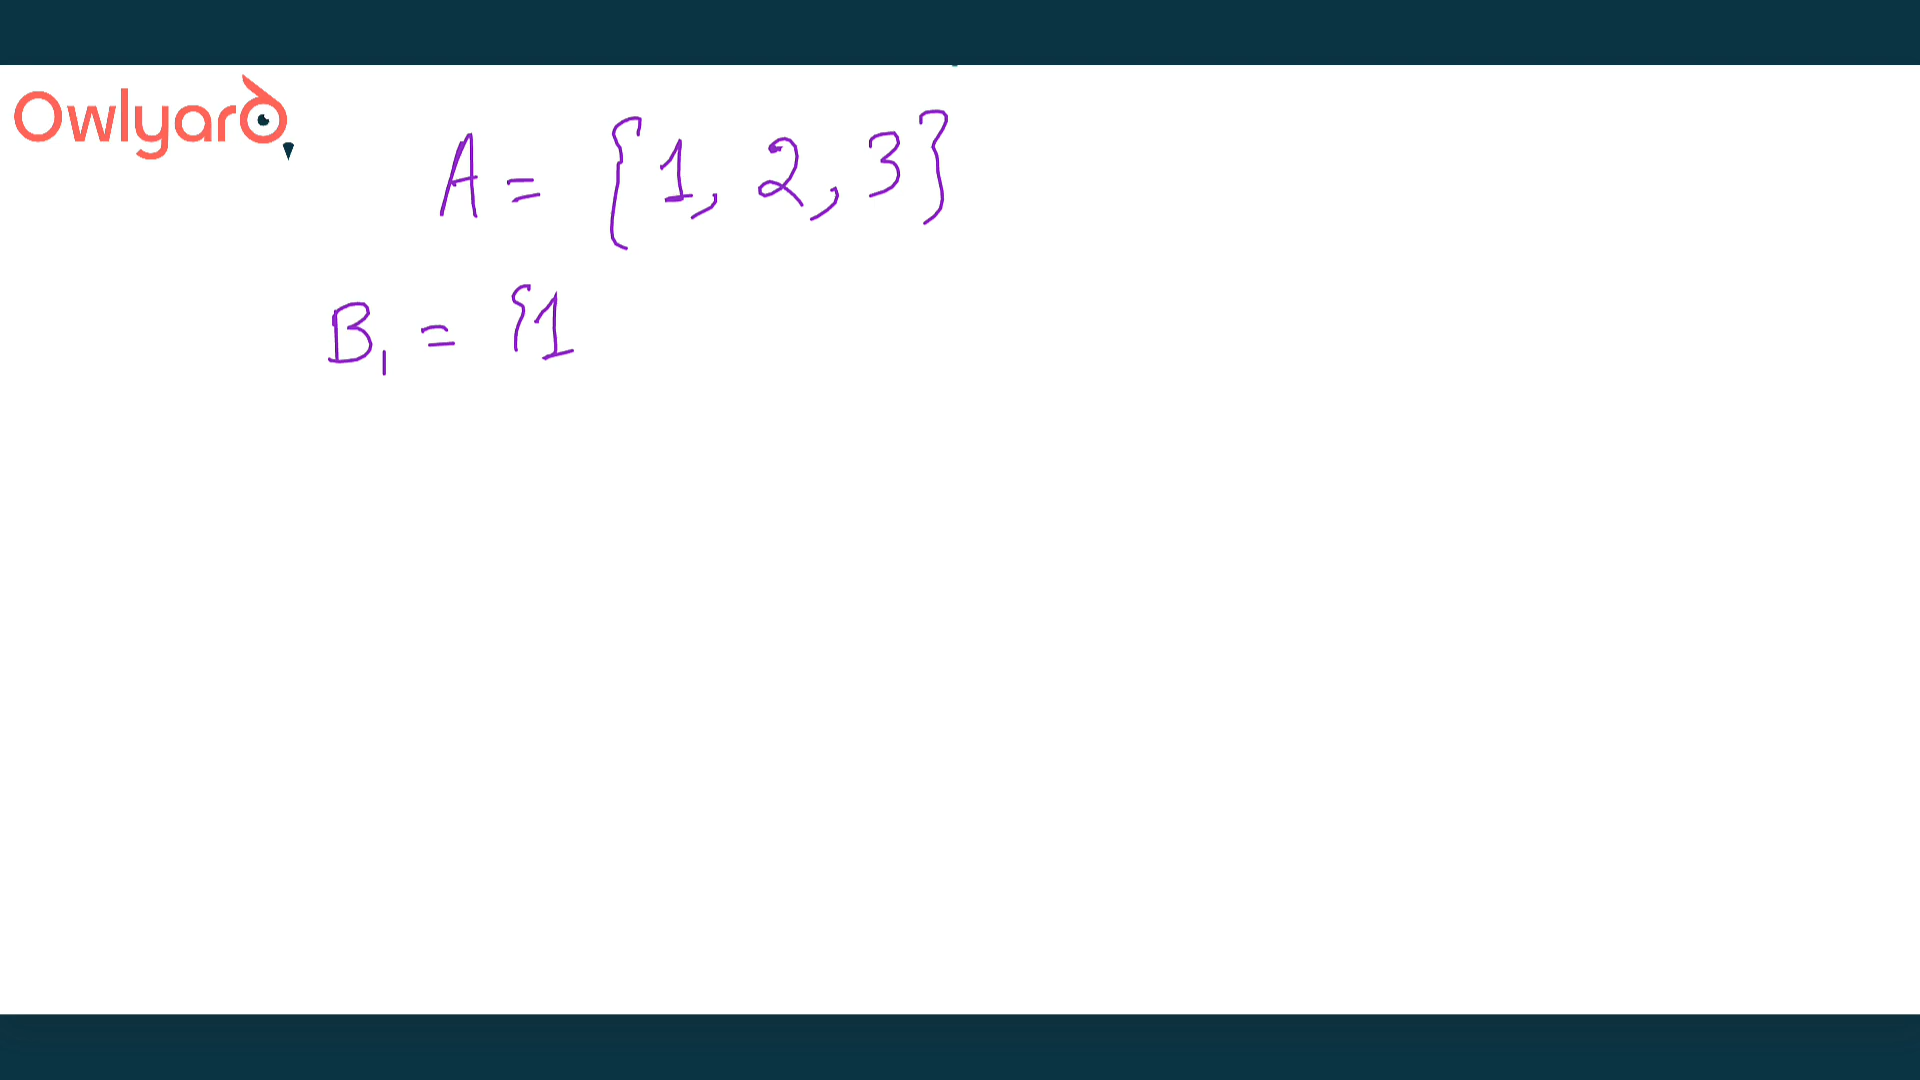 Owlyard
A = {1, 2, 3}
B₁ = {1